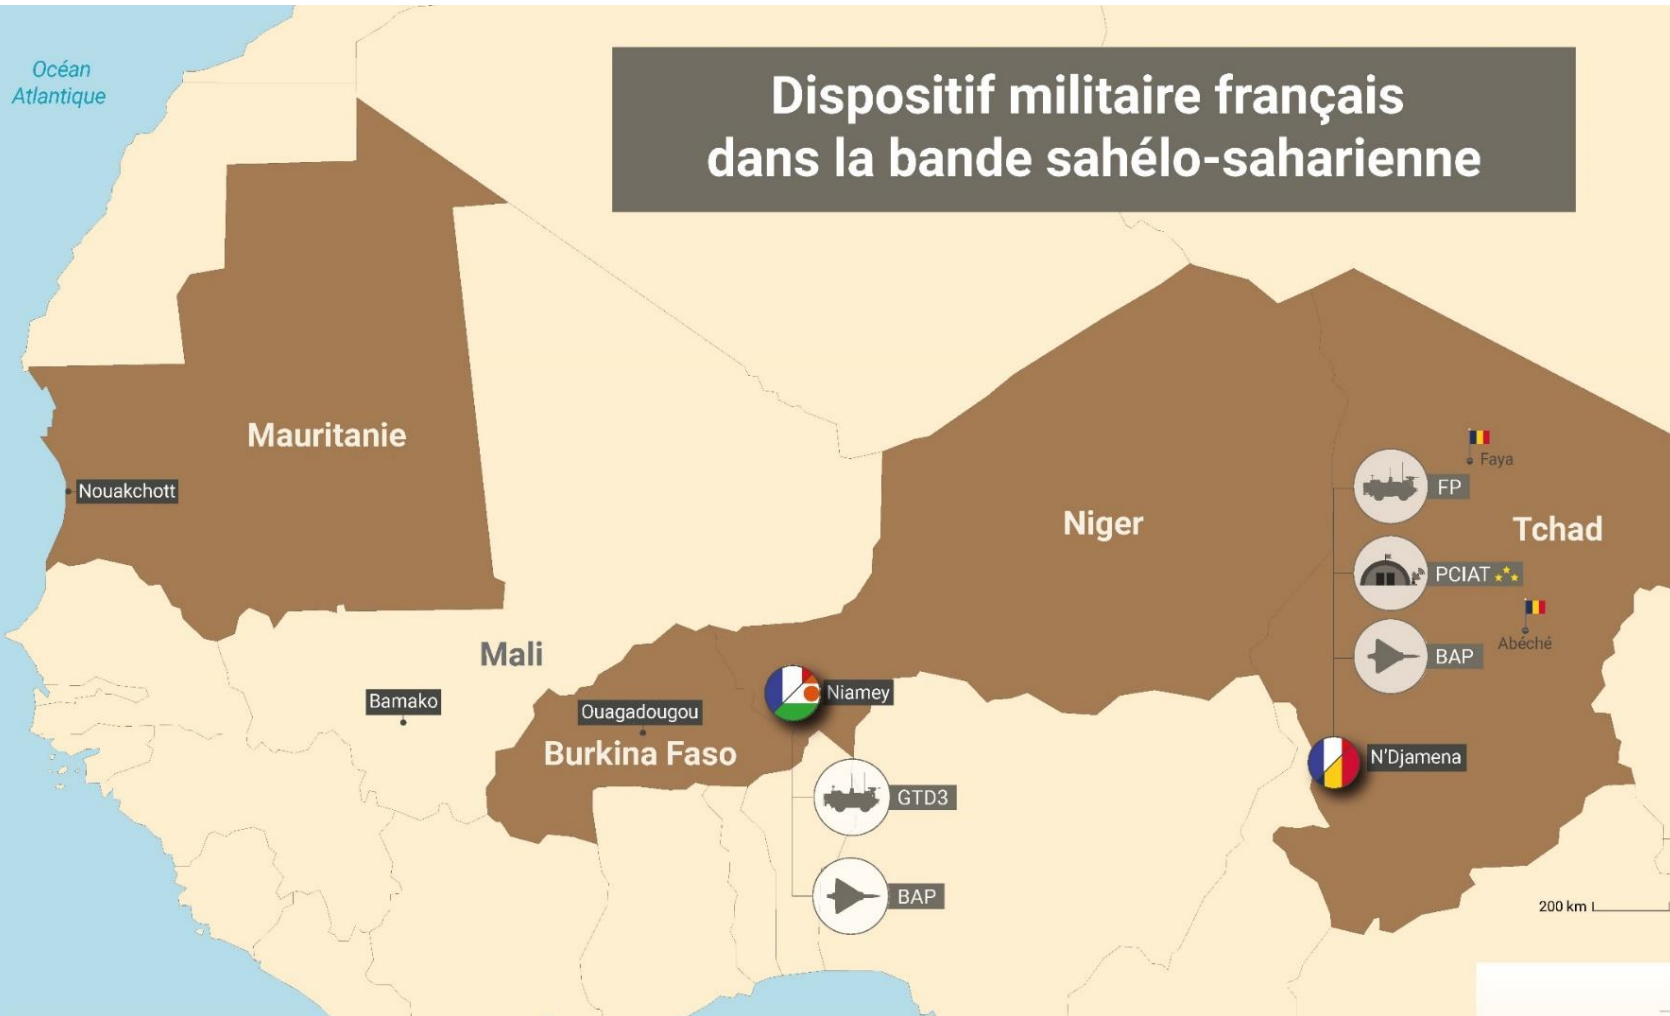 Océan
Atlantique
Dispositif militaire français
dans la bande sahélo-saharienne
Mauritanie
Nouakchott
Faya
FP
Niger
Tchad
PCIAT
Abéché
BAP
Mali
Bamako
Niamey
Ouagadougou
Burkina Faso
N'Djamena
GTD3
BAP
200 km